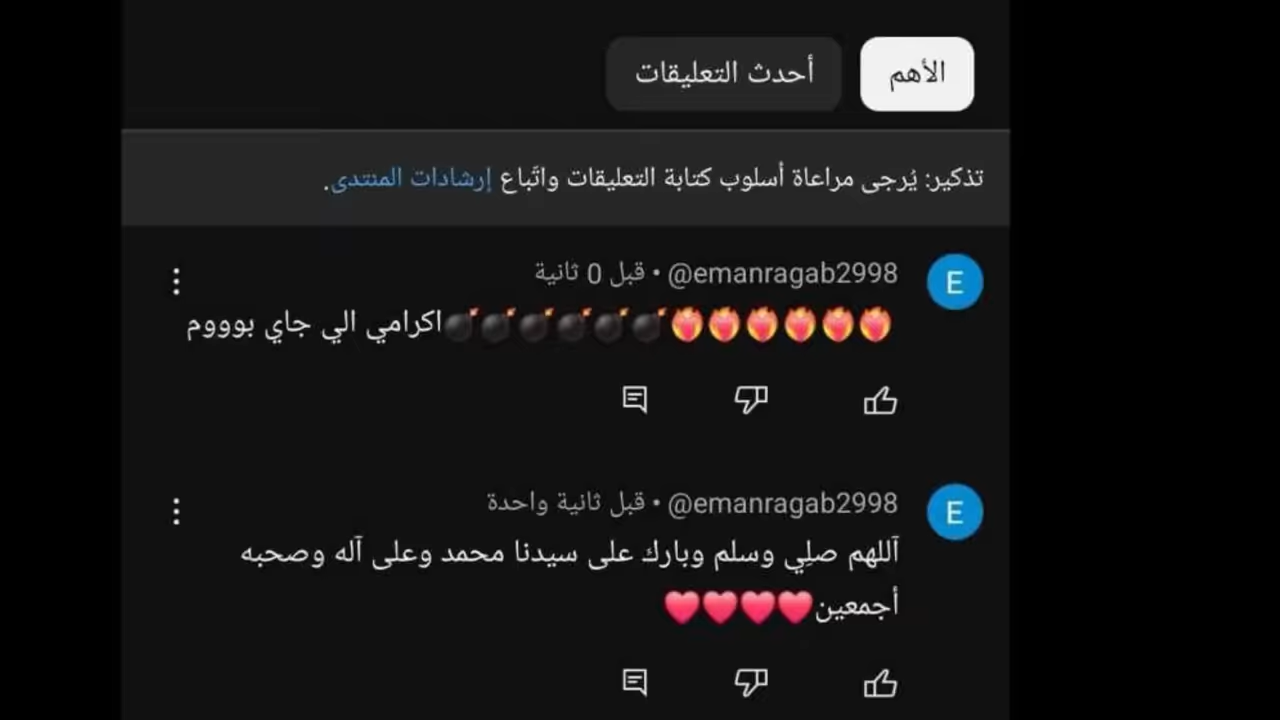 الأهم
أحدث التعليقات
تذكير: يُرجى مراعاة أسلوب كتابة التعليقات واتّباع إرشادات المنتدى.
E
@emanragab2998 • قبل 0 ثانية
❤️‍🔥❤️‍🔥❤️‍🔥❤️‍🔥❤️‍🔥❤️‍🔥💣💣💣💣💣💣اكرامي الي جاي بوووم
E
@emanragab2998 • قبل ثانية واحدة
آللهم صلِي وسلم وبارك على سيدنا محمد وعلى آله وصحبه
أجمعين❤️❤️❤️❤️